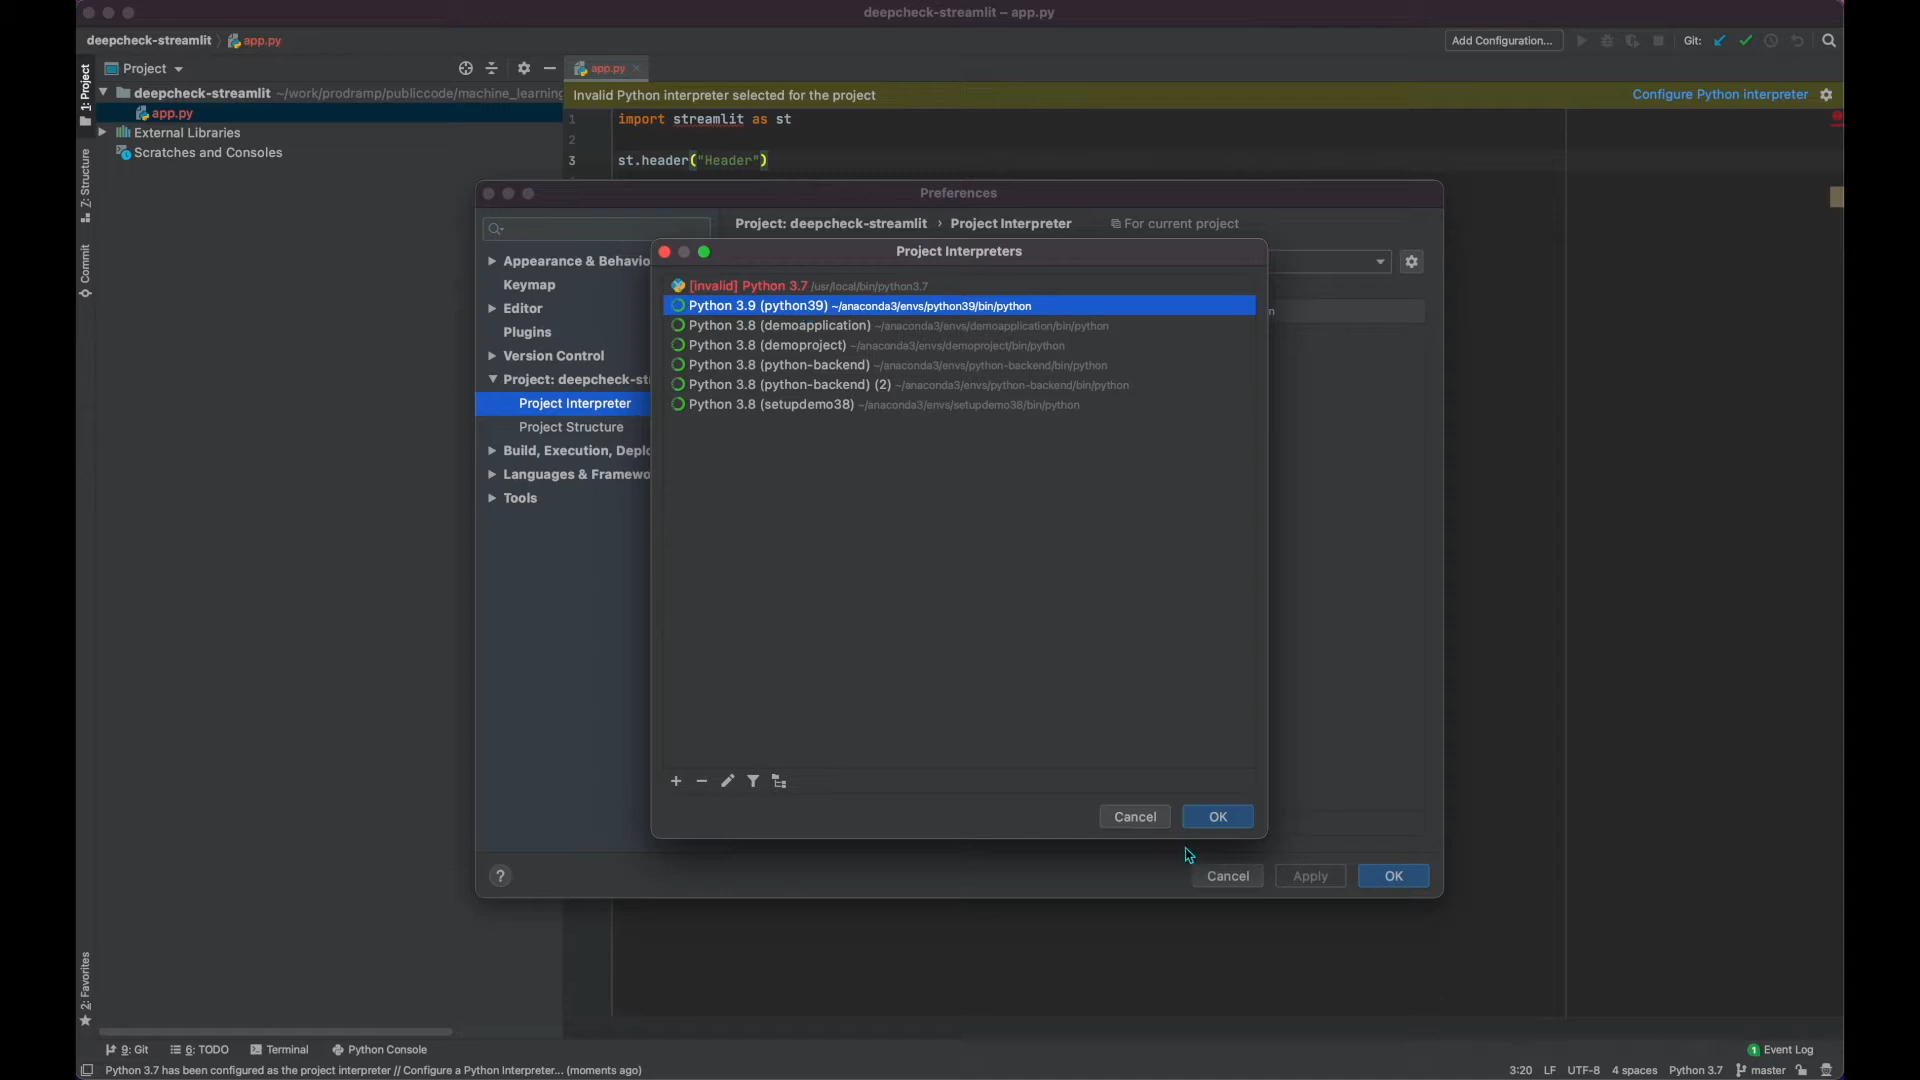 deepcheck-streamlit – app.py
deepcheck-streamlit › app.py
Add Configuration...
Git:
1: Project
Project
app.py
deepcheck-streamlit ~/work/prodramp/publiccode/machine_learning
Invalid Python interpreter selected for the project
Configure Python interpreter
app.py
External Libraries
Scratches and Consoles
1 import streamlit as st
2
3 st.header("Header")
Z: Structure
Commit
2: Favorites
Preferences
Project: deepcheck-streamlit › Project Interpreter
For current project
Appearance & Behavio
Keymap
Editor
Plugins
Version Control
Project: deepcheck-st
Project Interpreter
Project Structure
Build, Execution, Deplo
Languages & Framewo
Tools
Project Interpreters
[invalid] Python 3.7 /usr/local/bin/python3.7
Python 3.9 (python39) ~/anaconda3/envs/python39/bin/python
Python 3.8 (demoapplication) ~/anaconda3/envs/demoapplication/bin/python
Python 3.8 (demoproject) ~/anaconda3/envs/demoproject/bin/python
Python 3.8 (python-backend) ~/anaconda3/envs/python-backend/bin/python
Python 3.8 (python-backend) (2) ~/anaconda3/envs/python-backend/bin/python
Python 3.8 (setupdemo38) ~/anaconda3/envs/setupdemo38/bin/python
Cancel OK
? Cancel Apply OK
9: Git 6: TODO Terminal Python Console
1 Event Log
Python 3.7 has been configured as the project interpreter // Configure a Python Interpreter... (moments ago)
3:20 LF UTF-8 4 spaces Python 3.7 master